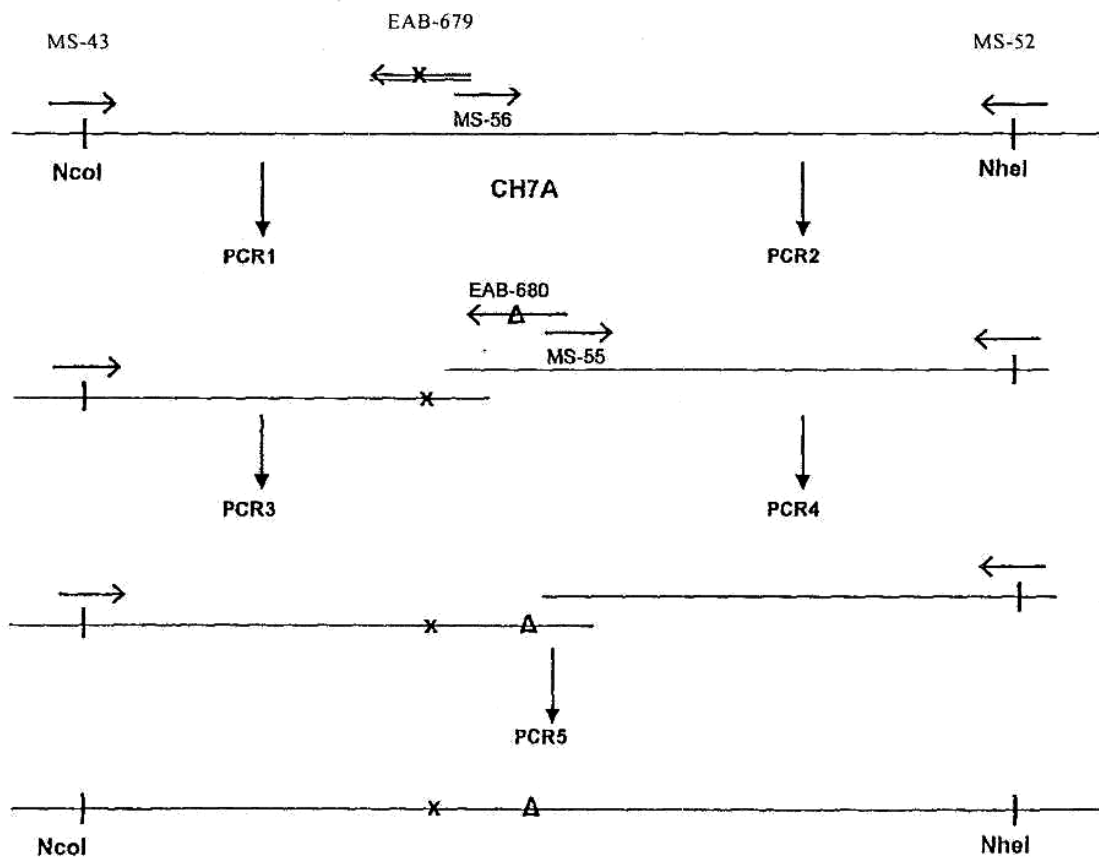 EAB-679
MS-43
MS-52
x
MS-56
NcoI
NheI
CH7A
PCR1
PCR2
EAB-680
Δ
MS-55
x
PCR3
PCR4
x Δ
PCR5
x Δ
NcoI
NheI